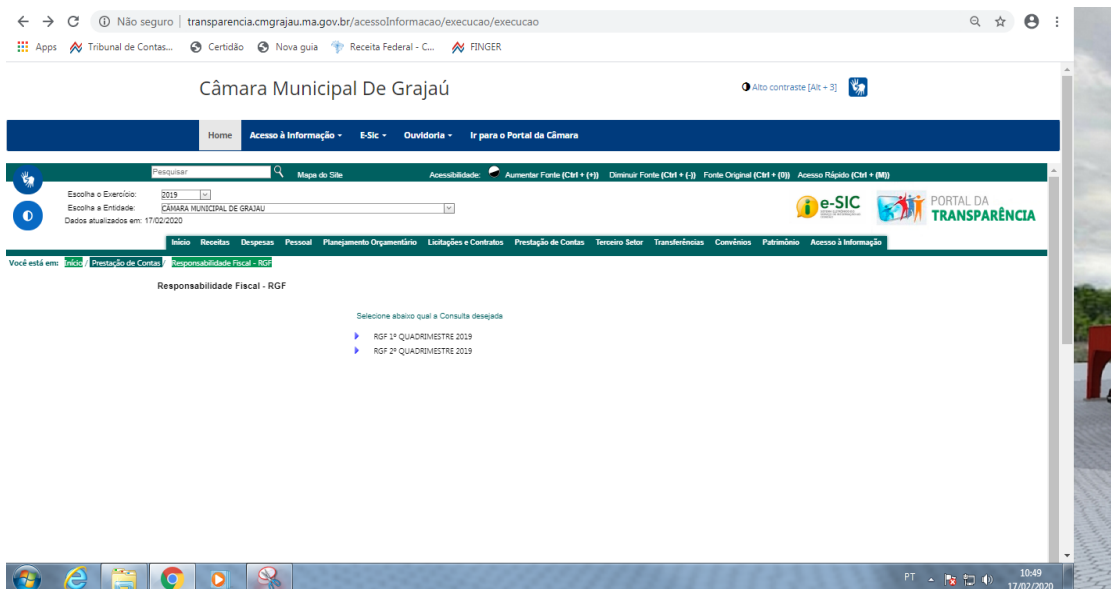 Não seguro | transparencia.cmgrajau.ma.gov.br/acessoInformacao/execucao/execucao
Apps Tribunal de Contas... Certidão Nova guia Receita Federal - C... FINGER
Câmara Municipal De Grajaú
Alto contraste [Alt + 3]
Home Acesso à Informação E-Sic Ouvidoria Ir para o Portal da Câmara
Pesquisar Mapa do Site Acessibilidade: Aumentar Fonte (Ctrl + (+)) Diminuir Fonte (Ctrl + (-)) Fonte Original (Ctrl + (0)) Acesso Rápido (Ctrl + (M))
Escolha o Exercício: 2019
Escolha a Entidade: CÂMARA MUNICIPAL DE GRAJAU
Dados atualizados em: 17/02/2020
e-SIC
PORTAL DA
TRANSPARÊNCIA
Início Receitas Despesas Pessoal Planejamento Orçamentário Licitações e Contratos Prestação de Contas Terceiro Setor Transferências Convênios Patrimônio Acesso à Informação
Você está em: Início / Prestação de Contas / Responsabilidade Fiscal - RGF
Responsabilidade Fiscal - RGF
Selecione abaixo qual a Consulta desejada
RGF 1º QUADRIMESTRE 2019
RGF 2º QUADRIMESTRE 2019
PT 10:49
17/02/2020